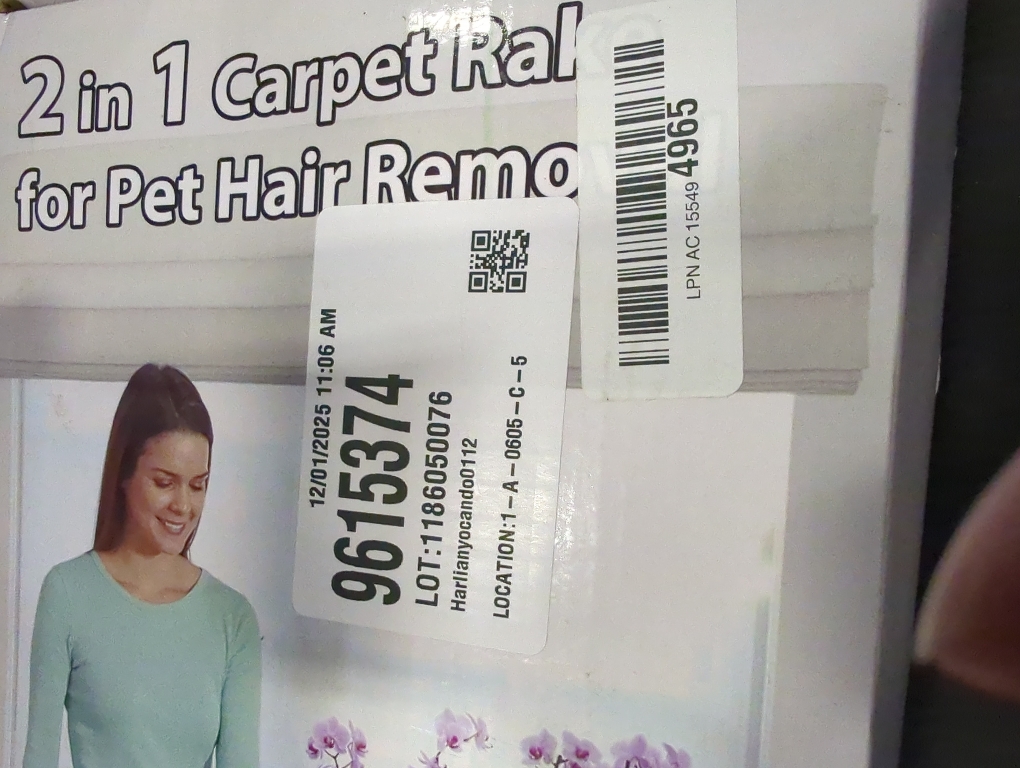 2 in 1 Carpet Rak
for Pet Hair Remo
12/01/2025 11:06 AM
9615374
LOT:1186050076
Harlianyocando0112
LOCATION:1-A-0605-C-5
LPN AC 15549 4965